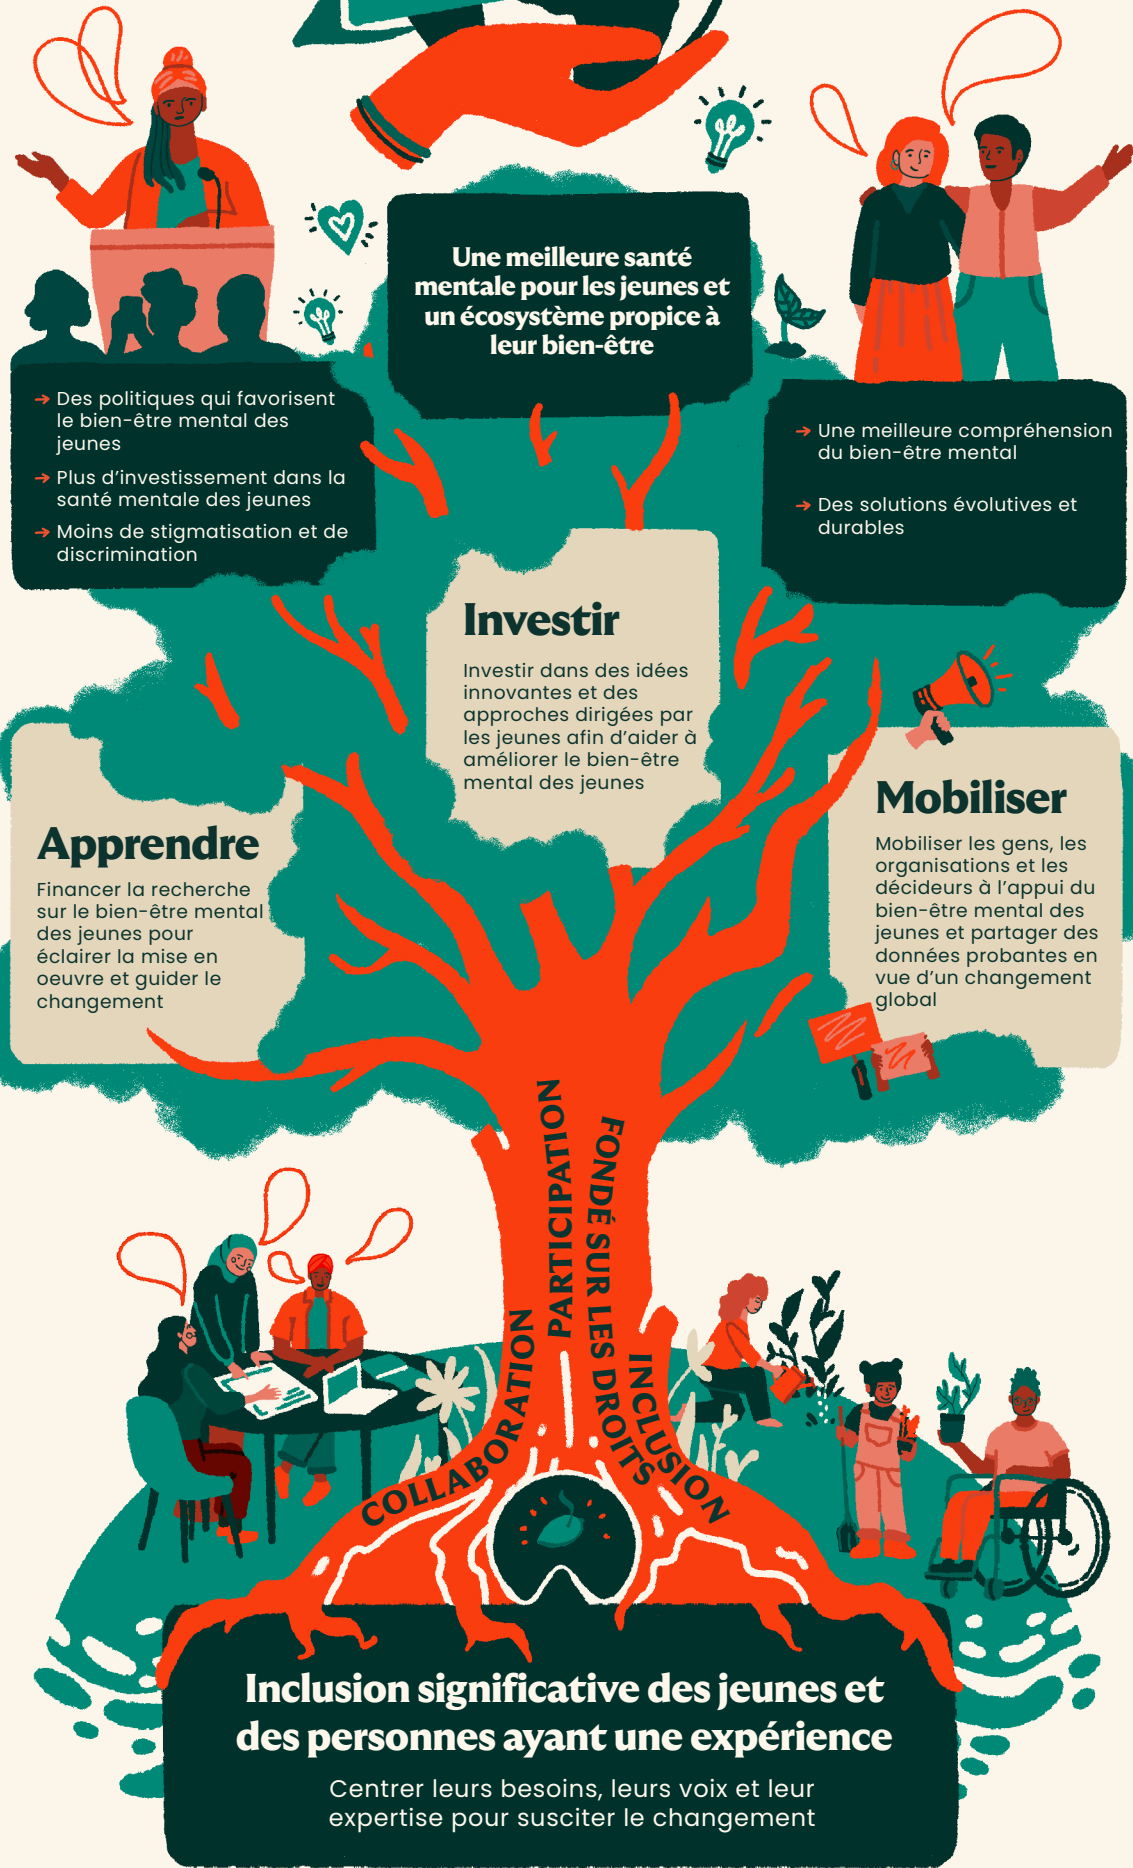 Une meilleure santé
mentale pour les jeunes et
un écosystème propice à
leur bien-être
→ Des politiques qui favorisent
le bien-être mental des
jeunes
→ Plus d’investissement dans la
santé mentale des jeunes
→ Moins de stigmatisation et de
discrimination
→ Une meilleure compréhension
du bien-être mental
→ Des solutions évolutives et
durables
Investir
Investir dans des idées
innovantes et des
approches dirigées par
les jeunes afin d’aider à
améliorer le bien-être
mental des jeunes
Apprendre
Financer la recherche
sur le bien-être mental
des jeunes pour
éclairer la mise en
oeuvre et guider le
changement
Mobiliser
Mobiliser les gens, les
organisations et les
décideurs à l’appui du
bien-être mental des
jeunes et partager des
données probantes en
vue d’un changement
global
COLLABORATION
PARTICIPATION
FONDÉ SUR LES DROITS
INCLUSION
Inclusion significative des jeunes et
des personnes ayant une expérience
Centrer leurs besoins, leurs voix et leur
expertise pour susciter le changement